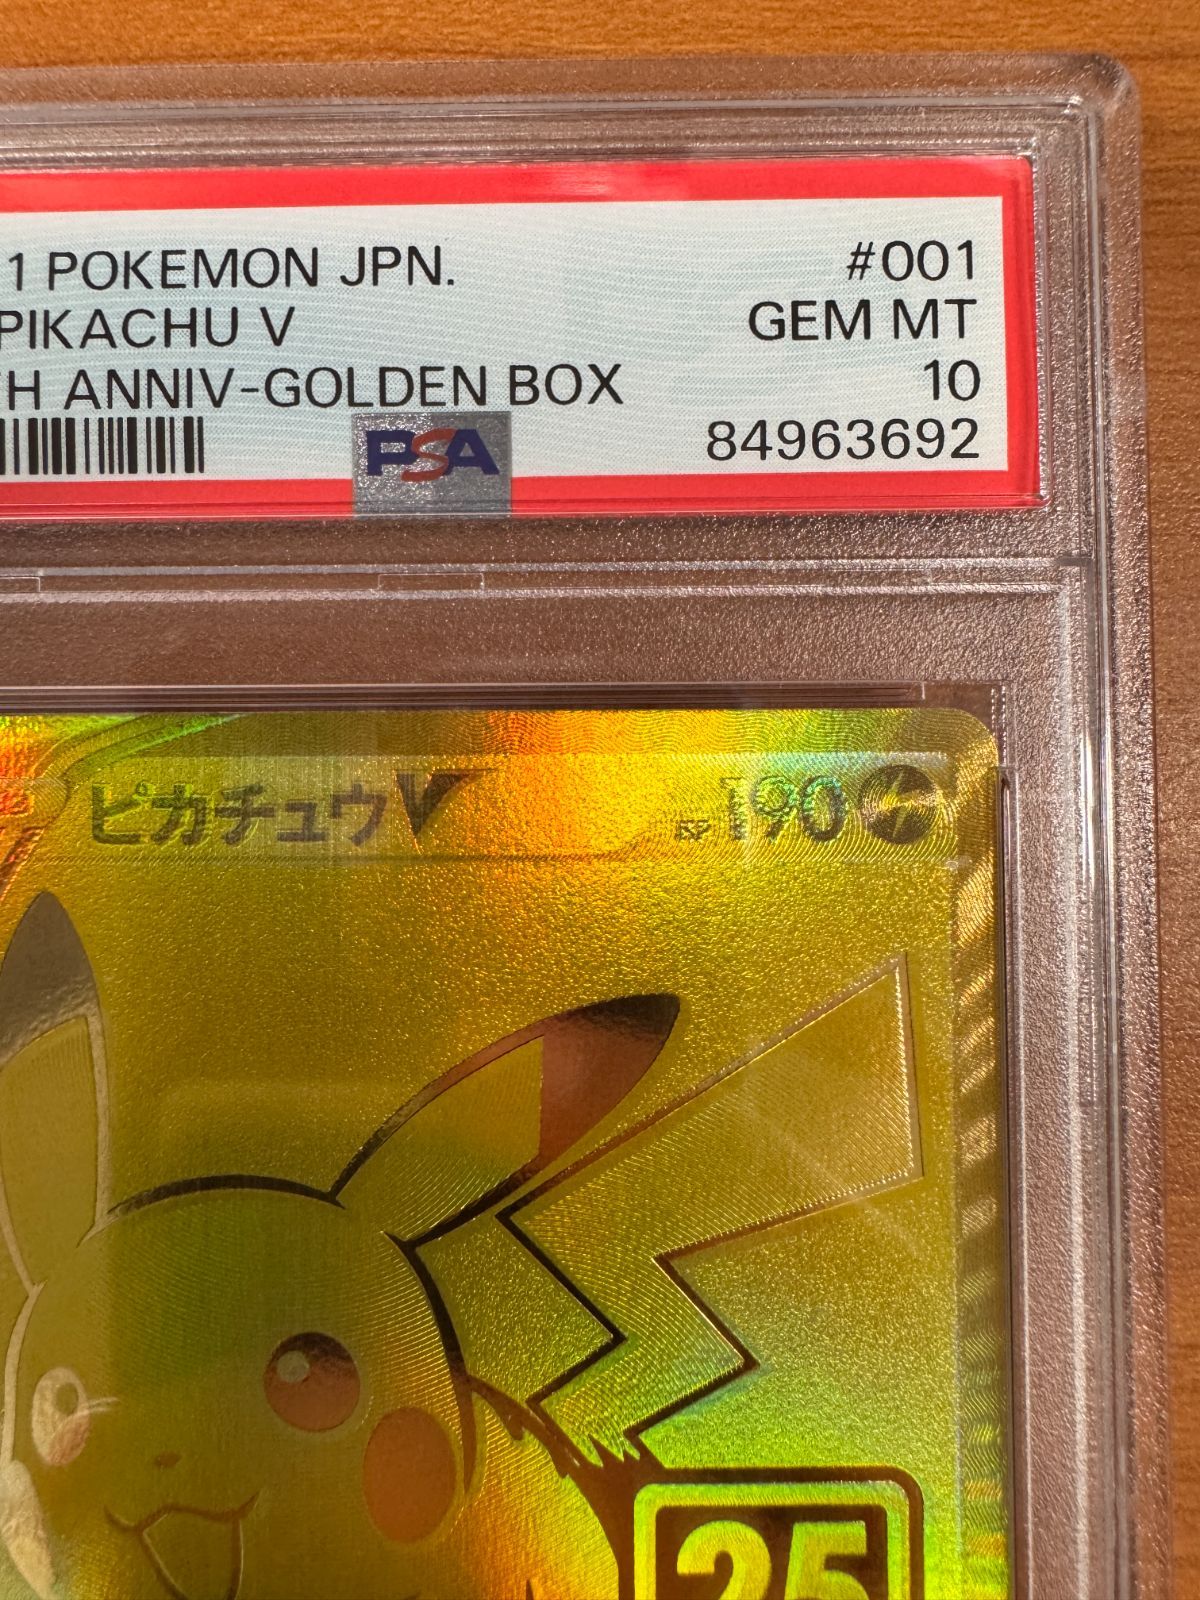 1 POKEMON JPN. #001
PIKACHU V GEM MT
TH ANNIV-GOLDEN BOX 10
PSA 84963692
ピカチュウV HP 190
25